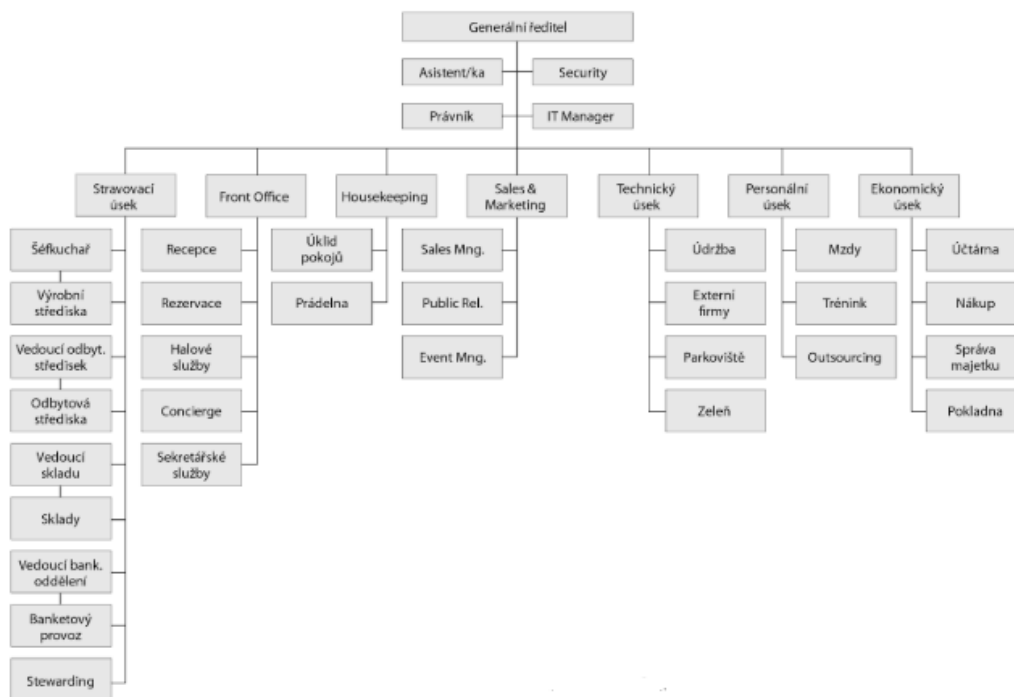 Generální ředitel
Asistent/ka
Security
Právník
IT Manager
Stravovací
úsek
Front Office
Housekeeping
Sales &
Marketing
Technický
úsek
Personální
úsek
Ekonomický
úsek
Šéfkuchař
Výrobní
střediska
Vedoucí odbyt.
středisek
Odbytová
střediska
Vedoucí
skladu
Sklady
Vedoucí bank.
oddělení
Banketový
provoz
Stewarding
Recepce
Rezervace
Halové
služby
Concierge
Sekretářské
služby
Úklid
pokojů
Prádelna
Sales Mng.
Public Rel.
Event Mng.
Údržba
Externí
firmy
Parkoviště
Zeleň
Mzdy
Trénink
Outsourcing
Účtárna
Nákup
Správa
majetku
Pokladna